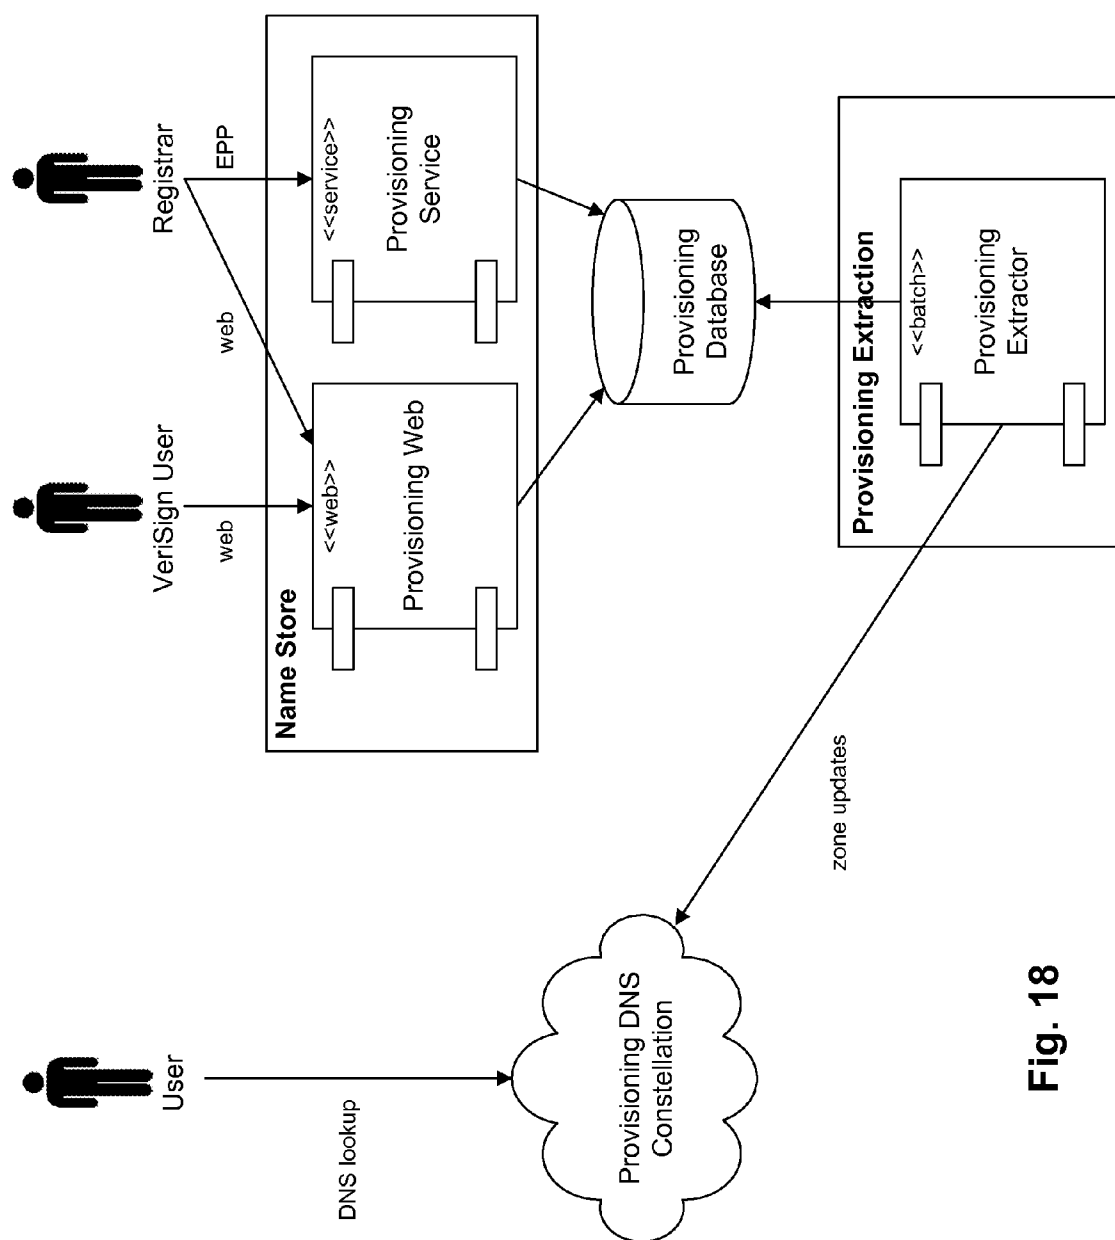 User
VeriSign User
Registrar
DNS lookup
web
web
EPP
Name Store
<<web>>
Provisioning Web
<<service>>
Provisioning
Service
Provisioning DNS
Constellation
Provisioning
Database
zone updates
Provisioning Extraction
<<batch>>
Provisioning
Extractor
Fig. 18